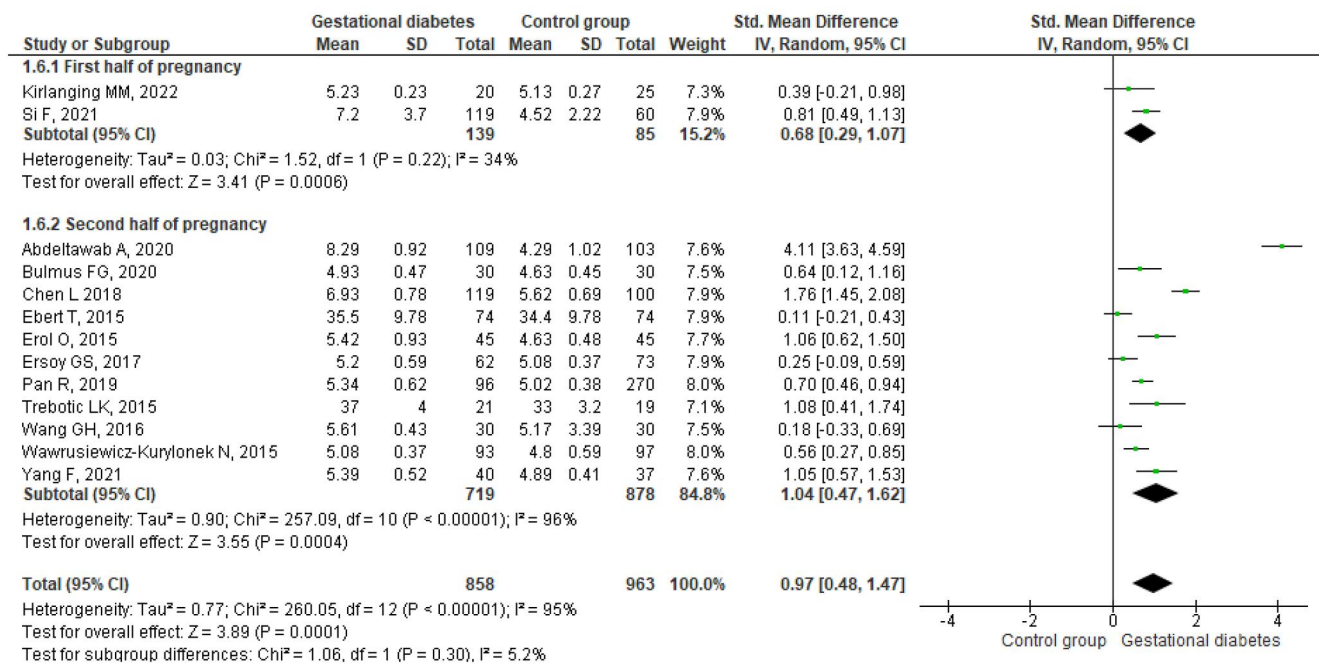 Gestational diabetes Control group Std. Mean Difference Std. Mean Difference
Study or Subgroup Mean SD Total Mean SD Total Weight IV, Random, 95% CI IV, Random, 95% CI
1.6.1 First half of pregnancy
Kirlanging MM, 2022 5.23 0.23 20 5.13 0.27 25 7.3% 0.39 [-0.21, 0.98]
Si F, 2021 7.2 3.7 119 4.52 2.22 60 7.9% 0.81 [0.49, 1.13]
Subtotal (95% CI) 139 85 15.2% 0.68 [0.29, 1.07]
Heterogeneity: Tau² = 0.03; Chi² = 1.52, df = 1 (P = 0.22); I² = 34%
Test for overall effect: Z = 3.41 (P = 0.0006)
1.6.2 Second half of pregnancy
Abdeltawab A, 2020 8.29 0.92 109 4.29 1.02 103 7.6% 4.11 [3.63, 4.59]
Bulmus FG, 2020 4.93 0.47 30 4.63 0.45 30 7.5% 0.64 [0.12, 1.16]
Chen L 2018 6.93 0.78 119 5.62 0.69 100 7.9% 1.76 [1.45, 2.08]
Ebert T, 2015 35.5 9.78 74 34.4 9.78 74 7.9% 0.11 [-0.21, 0.43]
Erol O, 2015 5.42 0.93 45 4.63 0.48 45 7.7% 1.06 [0.62, 1.50]
Ersoy GS, 2017 5.2 0.59 62 5.08 0.37 73 7.9% 0.25 [-0.09, 0.59]
Pan R, 2019 5.34 0.62 96 5.02 0.38 270 8.0% 0.70 [0.46, 0.94]
Trebotic LK, 2015 37 4 21 33 3.2 19 7.1% 1.08 [0.41, 1.74]
Wang GH, 2016 5.61 0.43 30 5.17 3.39 30 7.5% 0.18 [-0.33, 0.69]
Wawrusiewicz-Kurylonek N, 2015 5.08 0.37 93 4.8 0.59 97 8.0% 0.56 [0.27, 0.85]
Yang F, 2021 5.39 0.52 40 4.89 0.41 37 7.6% 1.05 [0.57, 1.53]
Subtotal (95% CI) 719 878 84.8% 1.04 [0.47, 1.62]
Heterogeneity: Tau² = 0.90; Chi² = 257.09, df = 10 (P < 0.00001); I² = 96%
Test for overall effect: Z = 3.55 (P = 0.0004)
Total (95% CI) 858 963 100.0% 0.97 [0.48, 1.47]
Heterogeneity: Tau² = 0.77; Chi² = 260.05, df = 12 (P < 0.00001); I² = 95%
Test for overall effect: Z = 3.89 (P = 0.0001)
Test for subgroup differences: Chi² = 1.06, df = 1 (P = 0.30), I² = 5.2%
-4 -2 0 2 4
Control group Gestational diabetes